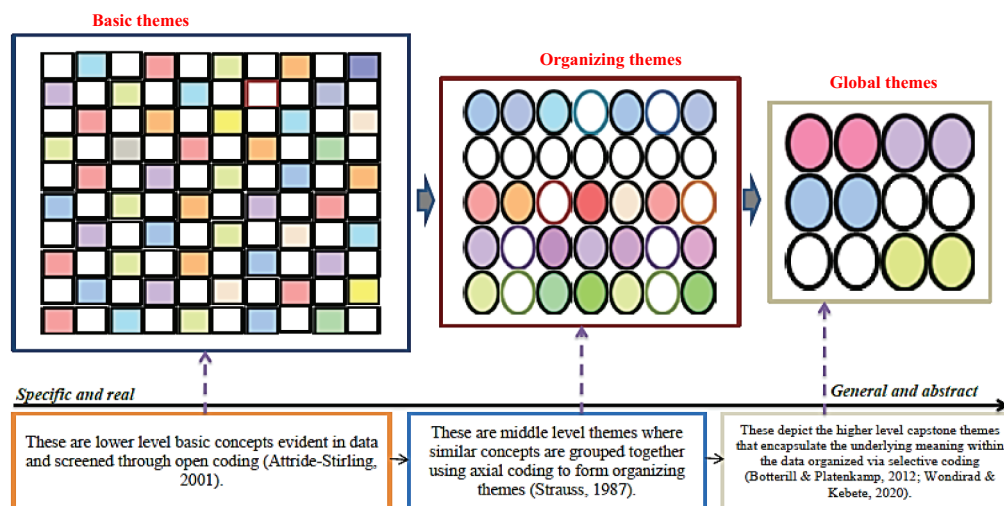 Basic themes
Organizing themes
Global themes
Specific and real
General and abstract
These are lower level basic concepts evident in data
and screened through open coding (Attride-Stirling,
2001).
These are middle level themes where
similar concepts are grouped together
using axial coding to form organizing
themes (Strauss, 1987).
These depict the higher level capstone themes
that encapsulate the underlying meaning within
the data organized via selective coding
(Botterill & Platenkamp, 2012; Wondirad &
Kebete, 2020).